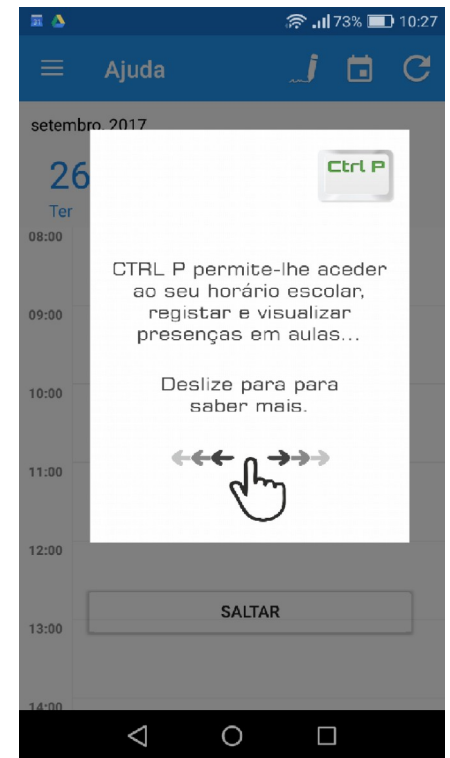 73% 10:27
Ajuda
setembro, 2017
26
Ter
Ctrl P
CTRL P permite-lhe aceder
ao seu horário escolar,
registar e visualizar
presenças em aulas...
Deslize para para
saber mais.
08:00
09:00
10:00
11:00
12:00
SALTAR
13:00
14:00